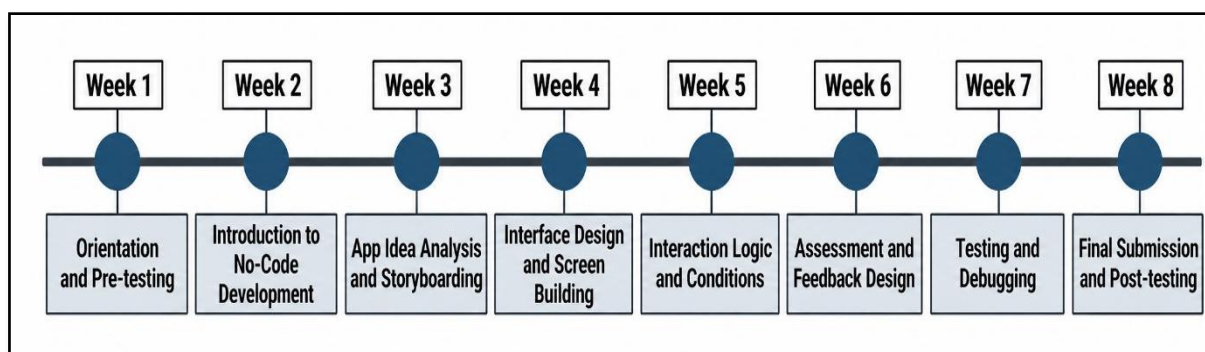 Week 1
Week 2
Week 3
Week 4
Week 5
Week 6
Week 7
Week 8
Orientation
and Pre-testing
Introduction to
No-Code
Development
App Idea Analysis
and Storyboarding
Interface Design
and Screen
Building
Interaction Logic
and Conditions
Assessment and
Feedback Design
Testing and
Debugging
Final Submission
and Post-testing